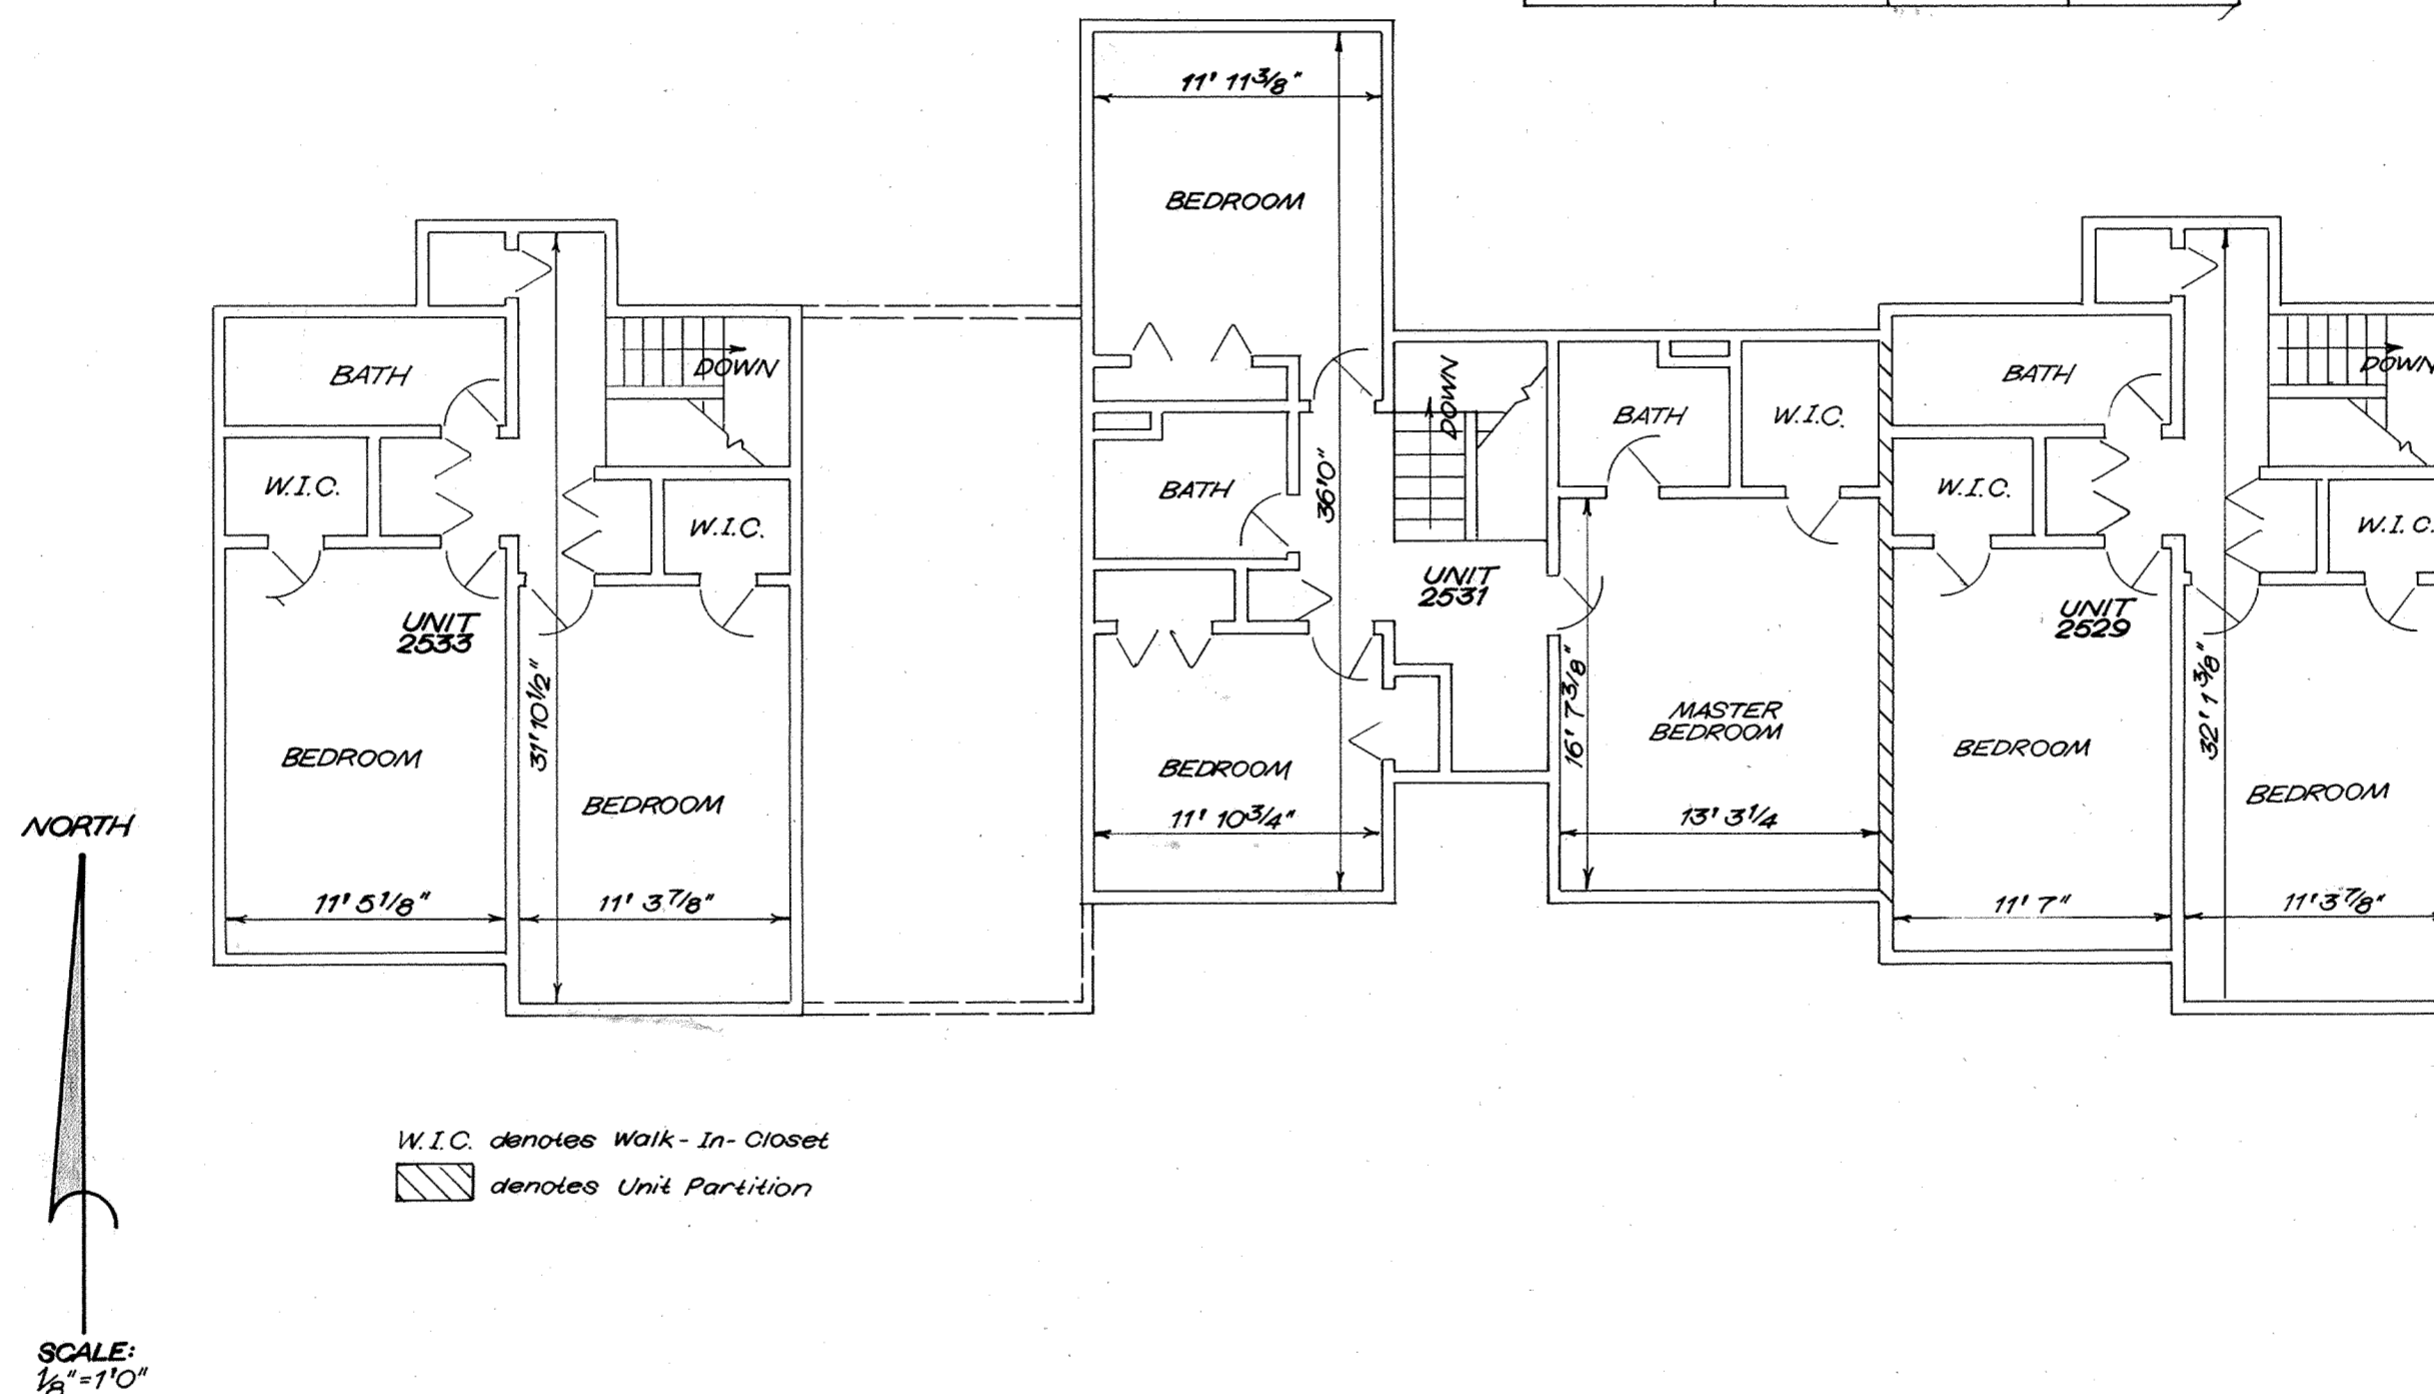 11' 11 3/8"
BEDROOM
BATH
DOWN
W.I.C.
W.I.C.
UNIT
2533
31' 10 1/2"
BEDROOM
BEDROOM
11' 5 1/8"
11' 3 7/8"
DOWN
BATH
36'0"
UNIT
2531
BEDROOM
11' 10 3/4"
BATH
W.I.C.
16' 7 3/8"
MASTER
BEDROOM
13' 3 1/4
BATH
DOWN
W.I.C.
W.I.C.
UNIT
2529
32' 1 3/8"
BEDROOM
BEDROOM
11' 7"
11' 3 7/8"
NORTH
W.I.C. denotes Walk-In-Closet
denotes Unit Partition
SCALE:
1/8"=1'0"